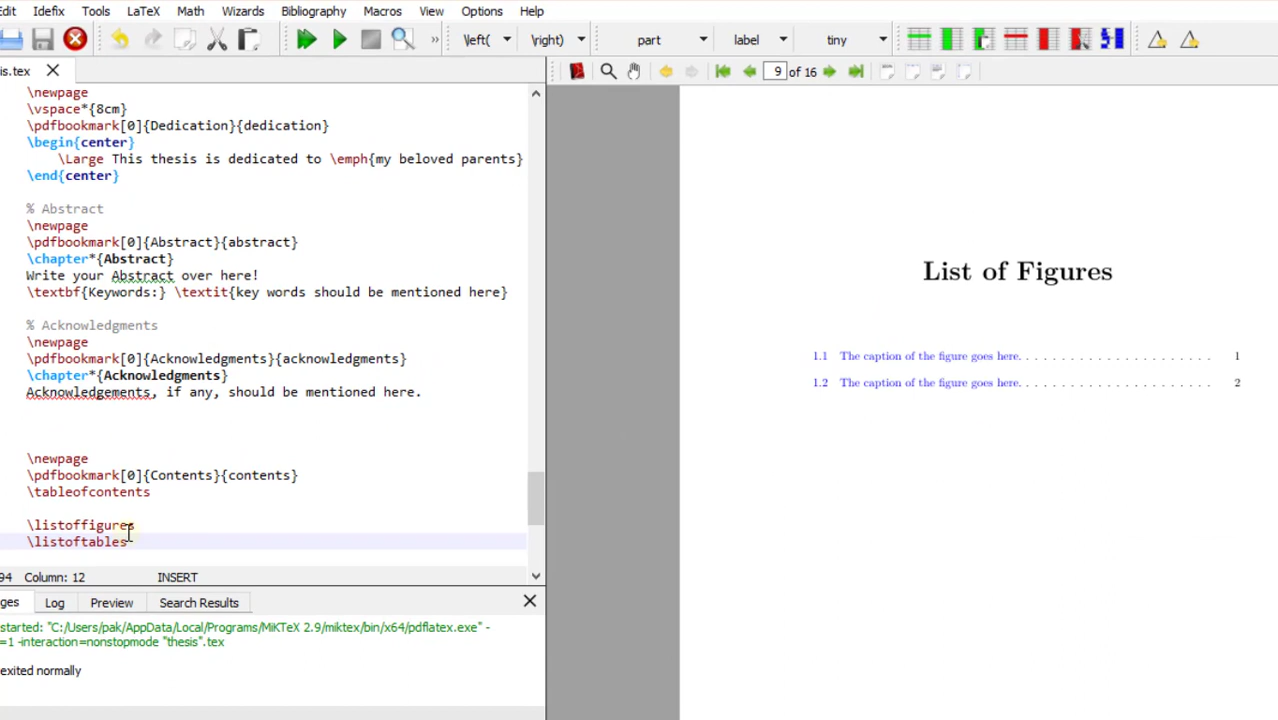 Edit Idefix Tools LaTeX Math Wizards Bibliography Macros View Options Help
\left( \right) part label tiny
is.tex
9 of 16
\newpage
\vspace*{8cm}
\pdfbookmark[0]{Dedication}{dedication}
\begin{center}
\Large This thesis is dedicated to \emph{my beloved parents}
\end{center}
% Abstract
\newpage
\pdfbookmark[0]{Abstract}{abstract}
\chapter*{Abstract}
Write your Abstract over here!
\textbf{Keywords:} \textit{key words should be mentioned here}
% Acknowledgments
\newpage
\pdfbookmark[0]{Acknowledgments}{acknowledgments}
\chapter*{Acknowledgments}
Acknowledgements, if any, should be mentioned here.
\newpage
\pdfbookmark[0]{Contents}{contents}
\tableofcontents
\listoffigures
\listoftables
94 Column: 12 INSERT
ges Log Preview Search Results
started: "C:/Users/pak/AppData/Local/Programs/MiKTeX 2.9/miktex/bin/x64/pdflatex.exe" -
=1 -interaction=nonstopmode "thesis".tex
exited normally
List of Figures
1.1 The caption of the figure goes here. . . . . . . . . . . . . . . . . . . . . . 1
1.2 The caption of the figure goes here. . . . . . . . . . . . . . . . . . . . . . 2